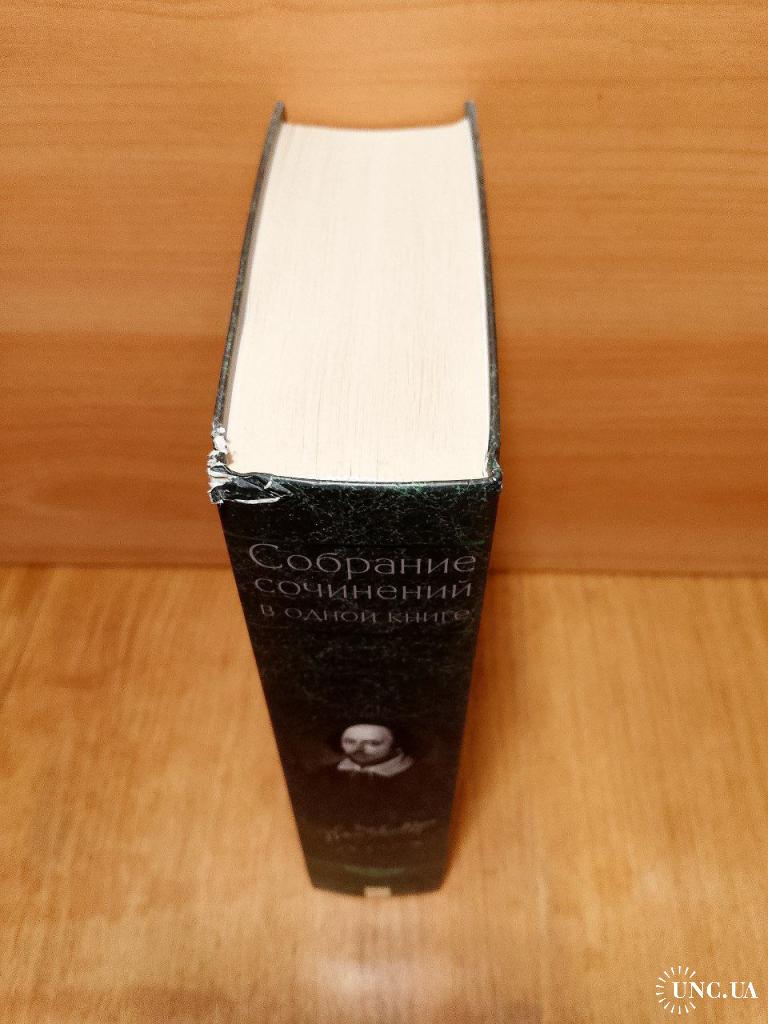 Собрание
сочинений
в одной книге
UNC.UA